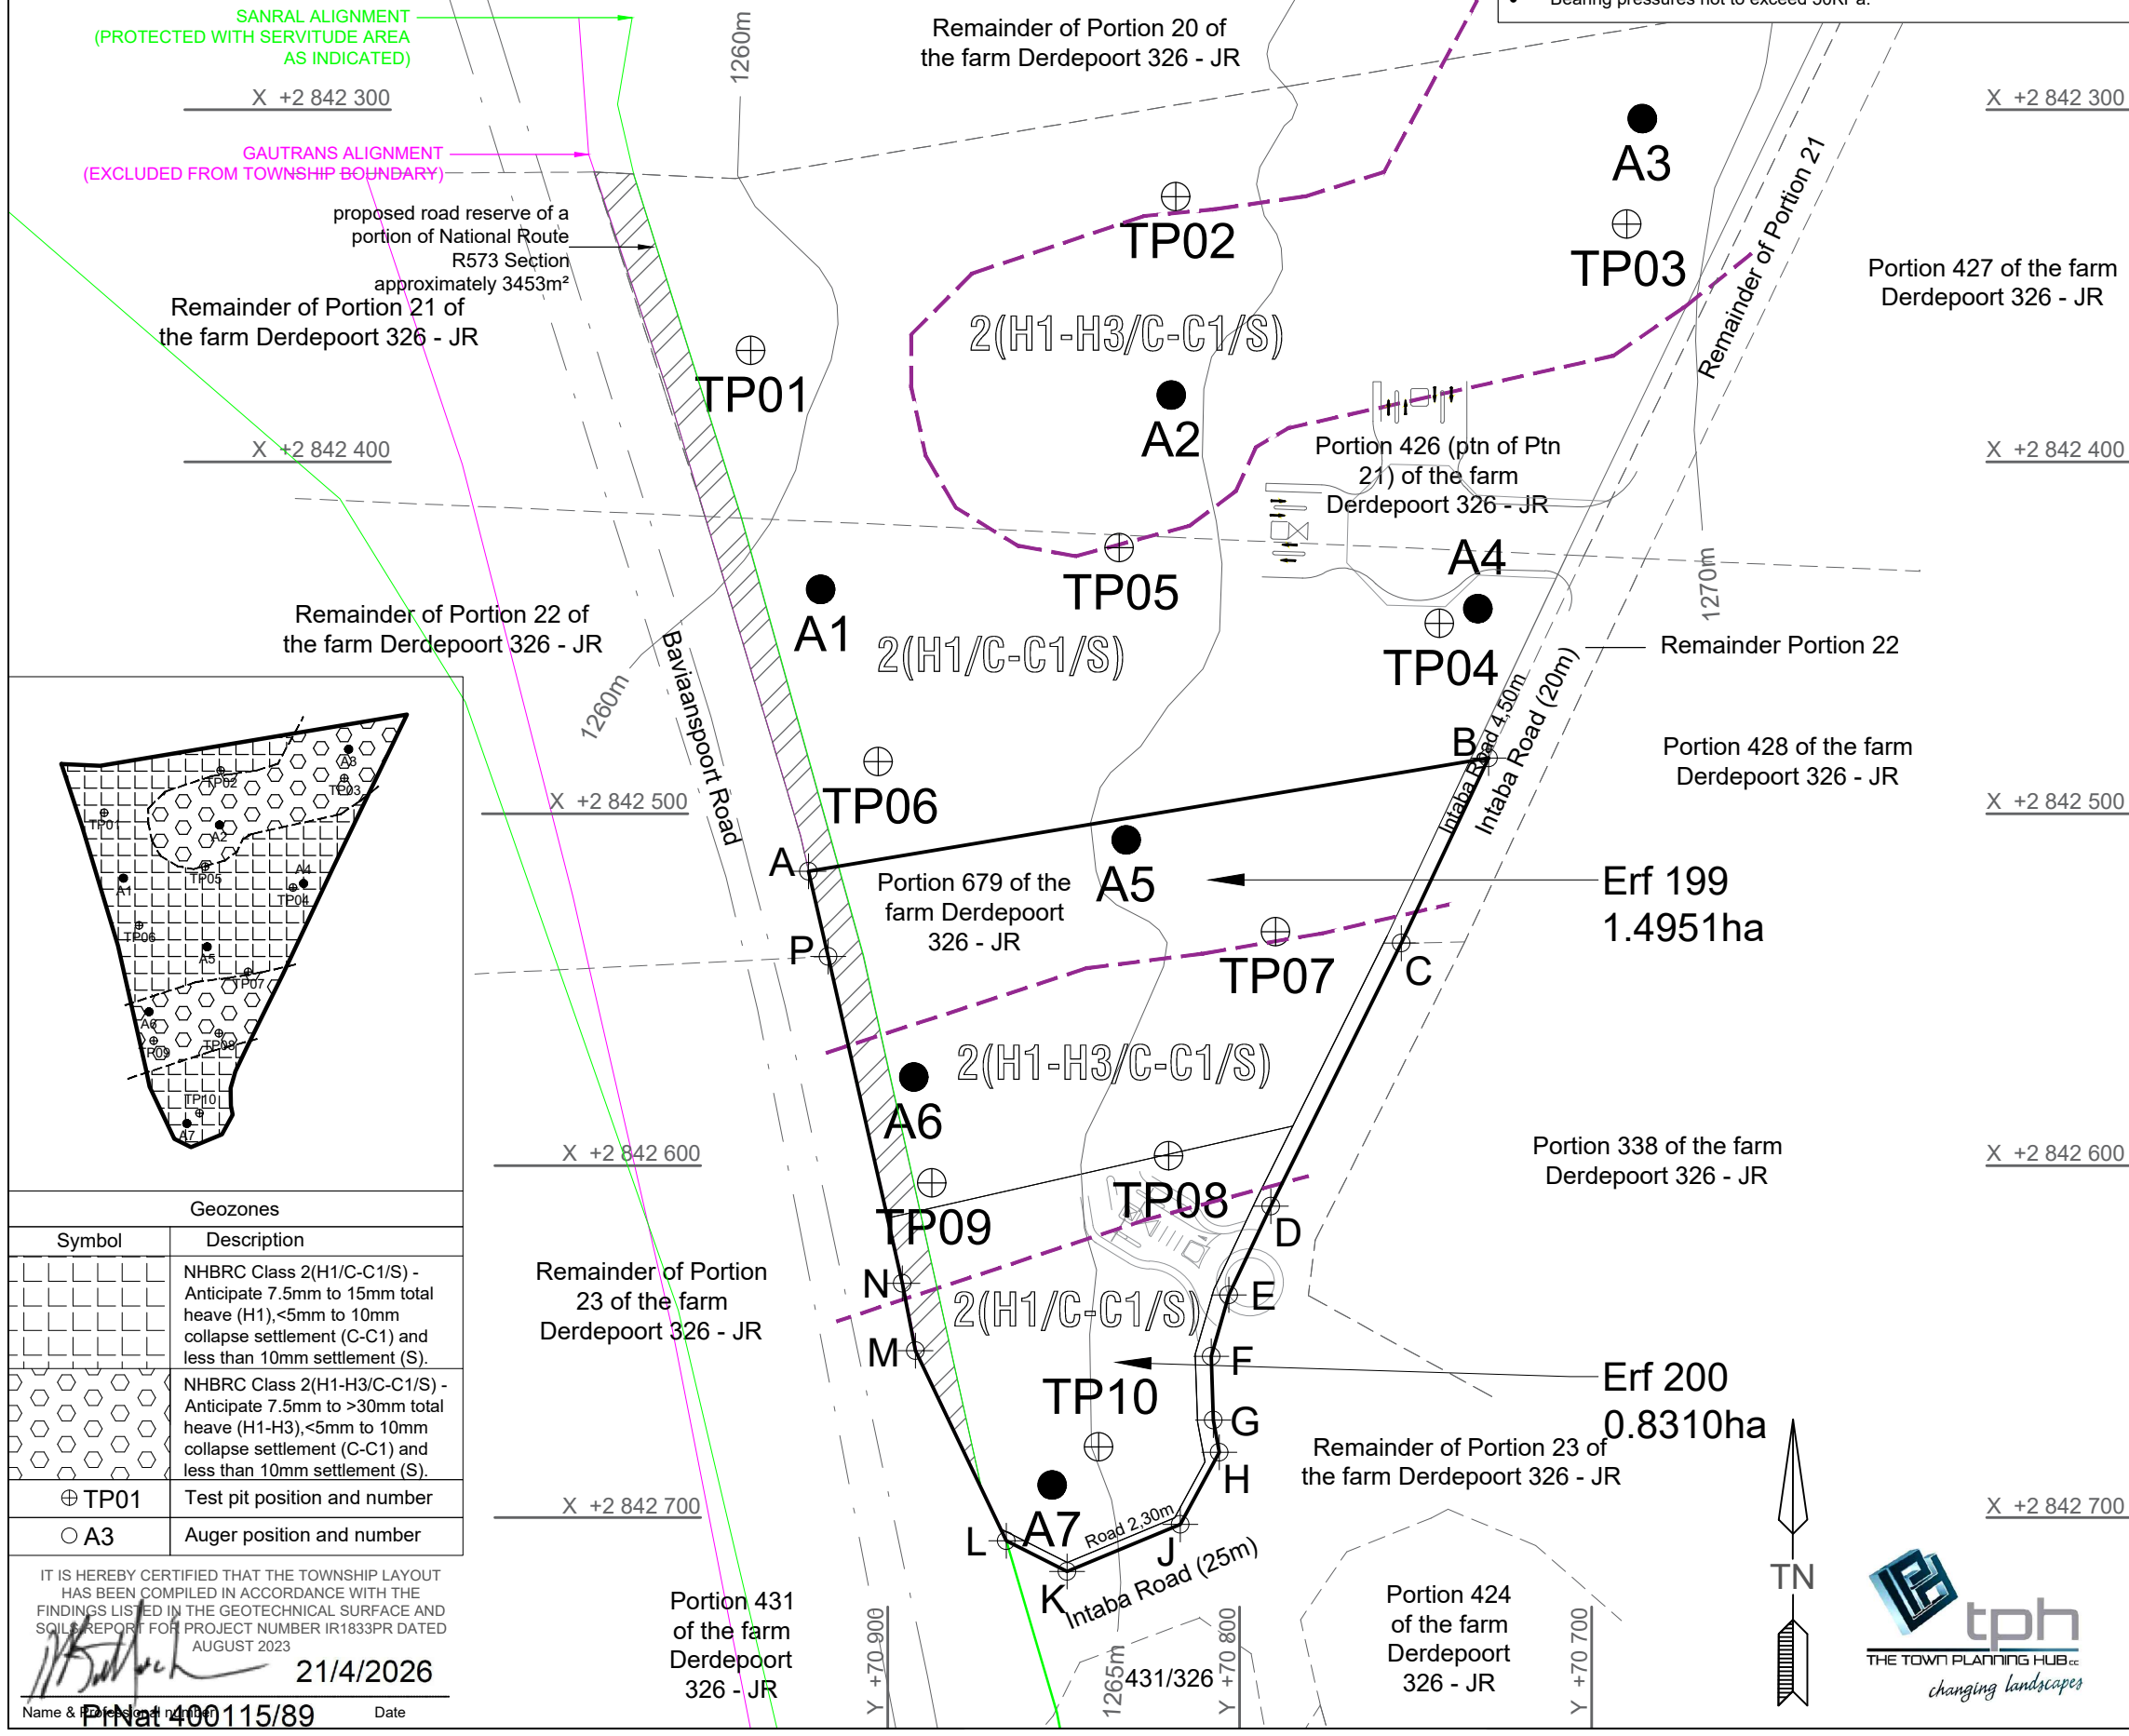 SANRAL ALIGNMENT
(PROTECTED WITH SERVITUDE AREA
AS INDICATED)
X +2 842 300
GAUTRANS ALIGNMENT
(EXCLUDED FROM TOWNSHIP BOUNDARY)
proposed road reserve of a
portion of National Route
R573 Section
approximately 3453m²
1260m
Remainder of Portion 20 of
the farm Derdepoort 326 - JR
X +2 842 300
A3
TP02
TP03
Remainder of Portion 21
Portion 427 of the farm
Derdepoort 326 - JR
Remainder of Portion 21 of
the farm Derdepoort 326 - JR
2(H1-H3/C-C1/S)
TP01
A2
X +2 842 400
Portion 426 (ptn of Ptn
21) of the farm
Derdepoort 326 - JR
X +2 842 400
A4
TP05
1270m
Remainder of Portion 22 of
the farm Derdepoort 326 - JR
A1
2(H1/C-C1/S)
TP04
Remainder Portion 22
1260m
Baviaanspoort Road
Intaba Road 4,50m
Intaba Road (20m)
B
Portion 428 of the farm
Derdepoort 326 - JR
X +2 842 500
TP06
X +2 842 500
A
Portion 679 of the
farm Derdepoort
326 - JR
A5
Erf 199
1.4951ha
P
TP07
C
2(H1-H3/C-C1/S)
A6
X +2 842 600
Portion 338 of the farm
Derdepoort 326 - JR
X +2 842 600
TP08
TP09
D
Remainder of Portion
23 of the farm
Derdepoort 326 - JR
N
E
2(H1/C-C1/S)
M
F
TP10
Erf 200
0.8310ha
G
H
Remainder of Portion 23 of
the farm Derdepoort 326 - JR
X +2 842 700
X +2 842 700
L
A7
Road 2,30m
J
K
Intaba Road (25m)
Portion 431
of the farm
Derdepoort
326 - JR
Y +70 900
1265m
431/326
Y +70 800
Portion 424
of the farm
Derdepoort
326 - JR
Y +70 700
TN
tph
THE TOWN PLANNING HUB cc
changing landscapes
A3
TP02
TP03
TP01
A2
TP05
A4
A1
TP04
TP06
A5
TP07
A6
TP09
TP08
TP10
A7
Geozones
Symbol
Description
NHBRC Class 2(H1/C-C1/S) -
Anticipate 7.5mm to 15mm total
heave (H1),<5mm to 10mm
collapse settlement (C-C1) and
less than 10mm settlement (S).
NHBRC Class 2(H1-H3/C-C1/S) -
Anticipate 7.5mm to >30mm total
heave (H1-H3),<5mm to 10mm
collapse settlement (C-C1) and
less than 10mm settlement (S).
TP01
Test pit position and number
A3
Auger position and number
IT IS HEREBY CERTIFIED THAT THE TOWNSHIP LAYOUT
HAS BEEN COMPILED IN ACCORDANCE WITH THE
FINDINGS LISTED IN THE GEOTECHNICAL SURFACE AND
SOILS REPORT FOR PROJECT NUMBER IR1833PR DATED
AUGUST 2023
21/4/2026
Name & Professional number
PrNat 400115/89
Date